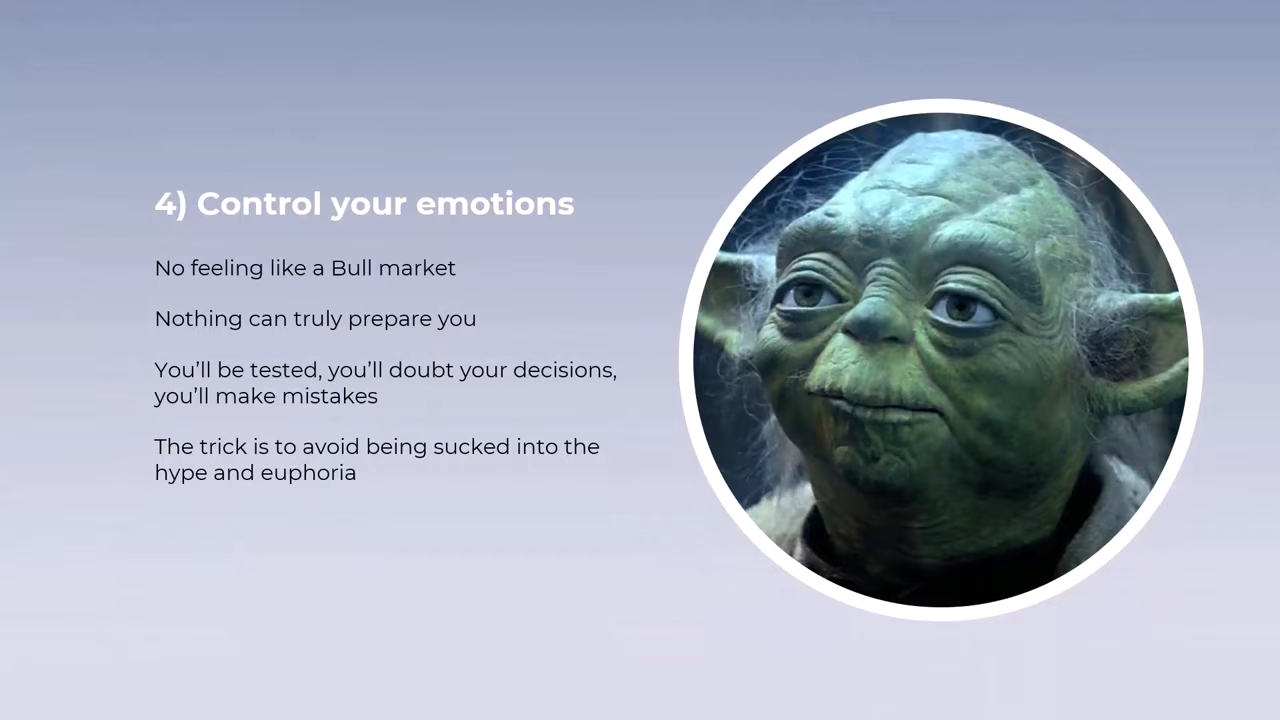 4) Control your emotions
No feeling like a Bull market
Nothing can truly prepare you
You’ll be tested, you’ll doubt your decisions,
you’ll make mistakes
The trick is to avoid being sucked into the
hype and euphoria